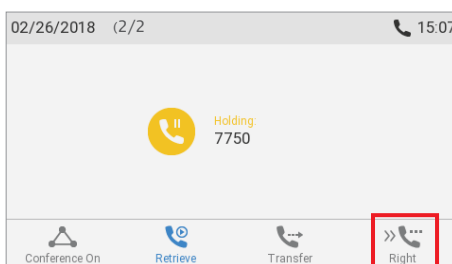 02/26/2018 (2/2 15:07
Holding:
7750
Conference On Retrieve Transfer Right